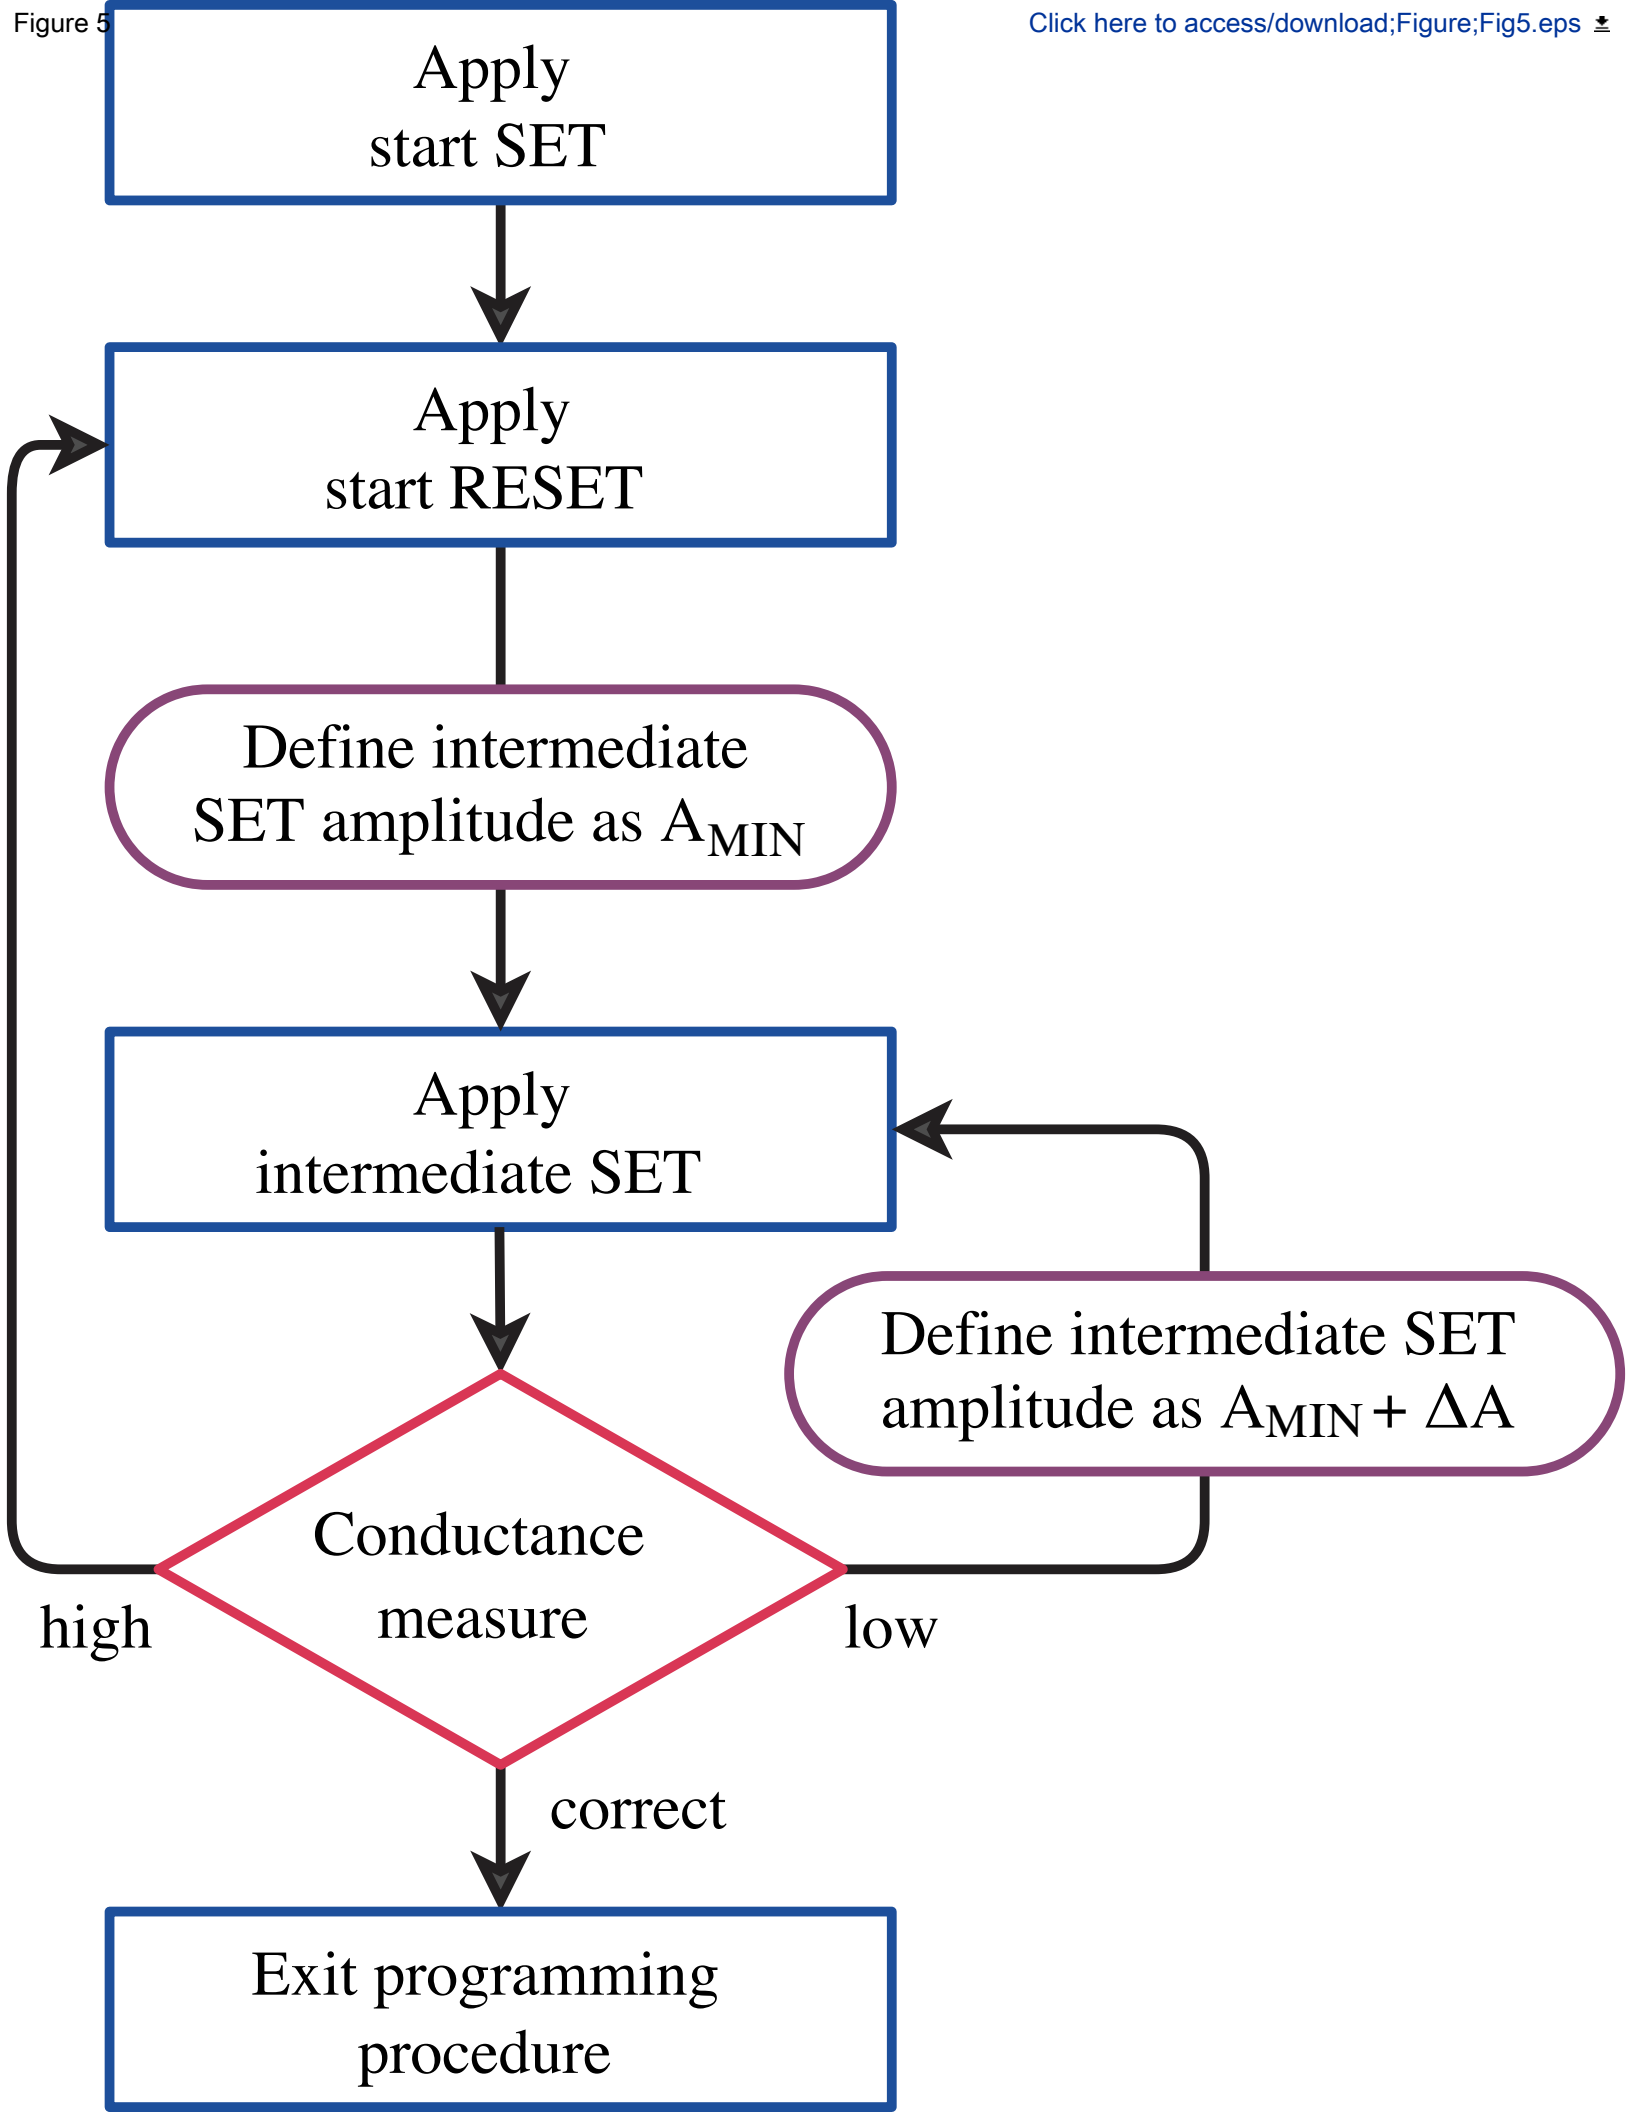 Figure 5
Click here to access/download;Figure;Fig5.eps
Apply
start SET
Apply
start RESET
Define intermediate
SET amplitude as A_MIN
Apply
intermediate SET
Define intermediate SET
amplitude as A_MIN + ΔA
Conductance
measure
high
low
correct
Exit programming
procedure